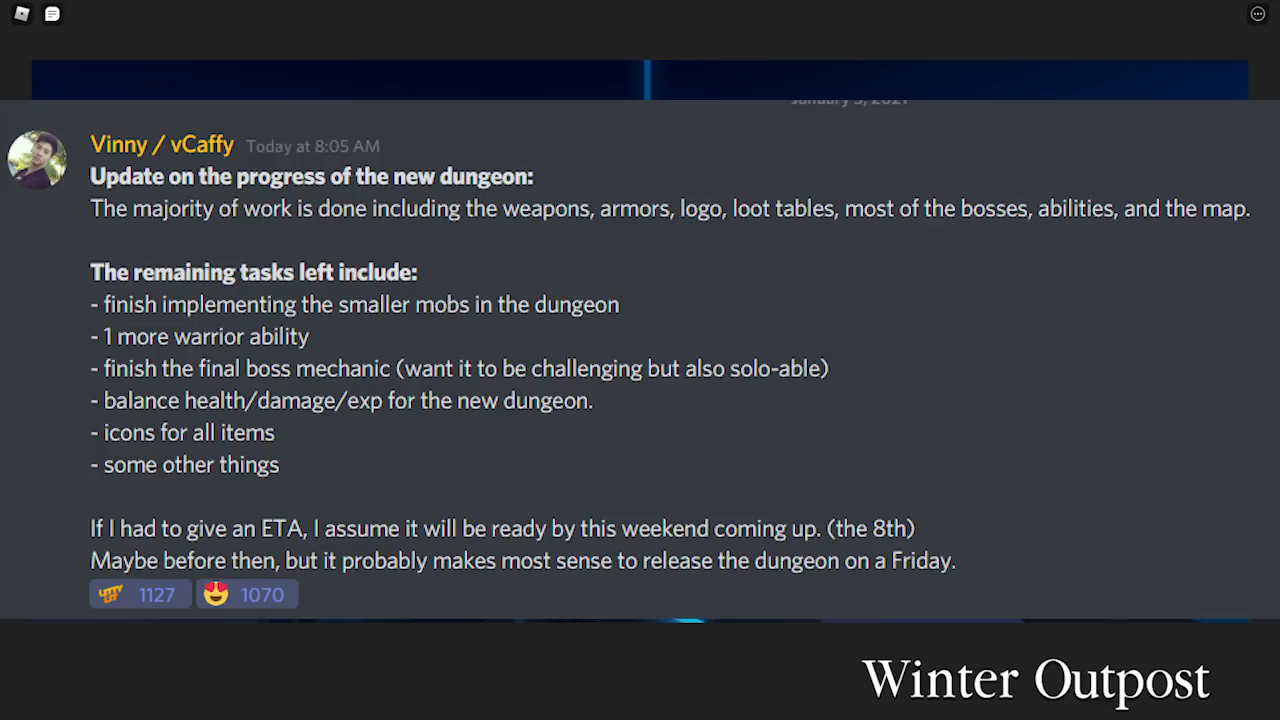 January 3, 2021
Vinny / vCaffy Today at 8:05 AM
Update on the progress of the new dungeon:
The majority of work is done including the weapons, armors, logo, loot tables, most of the bosses, abilities, and the map.
The remaining tasks left include:
- finish implementing the smaller mobs in the dungeon
- 1 more warrior ability
- finish the final boss mechanic (want it to be challenging but also solo-able)
- balance health/damage/exp for the new dungeon.
- icons for all items
- some other things
If I had to give an ETA, I assume it will be ready by this weekend coming up. (the 8th)
Maybe before then, but it probably makes most sense to release the dungeon on a Friday.
1127 1070
Winter Outpost